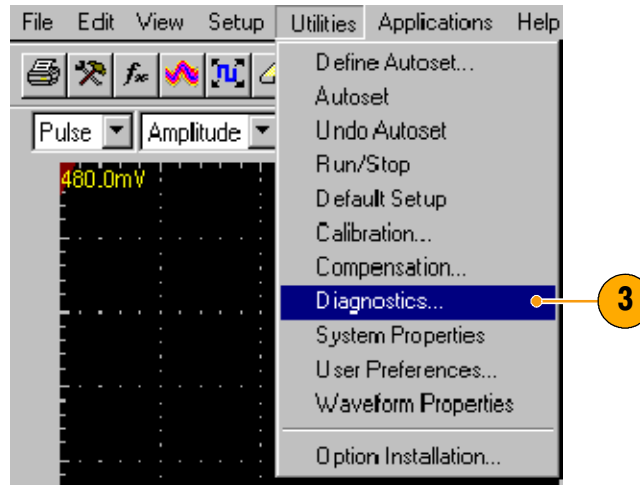 File Edit View Setup Utilities Applications Help
Define Autoset...
Autoset
Undo Autoset
Run/Stop
Default Setup
Calibration...
Compensation...
Diagnostics...
System Properties
User Preferences...
Waveform Properties
Option Installation...
Pulse Amplitude
480.0mV
3